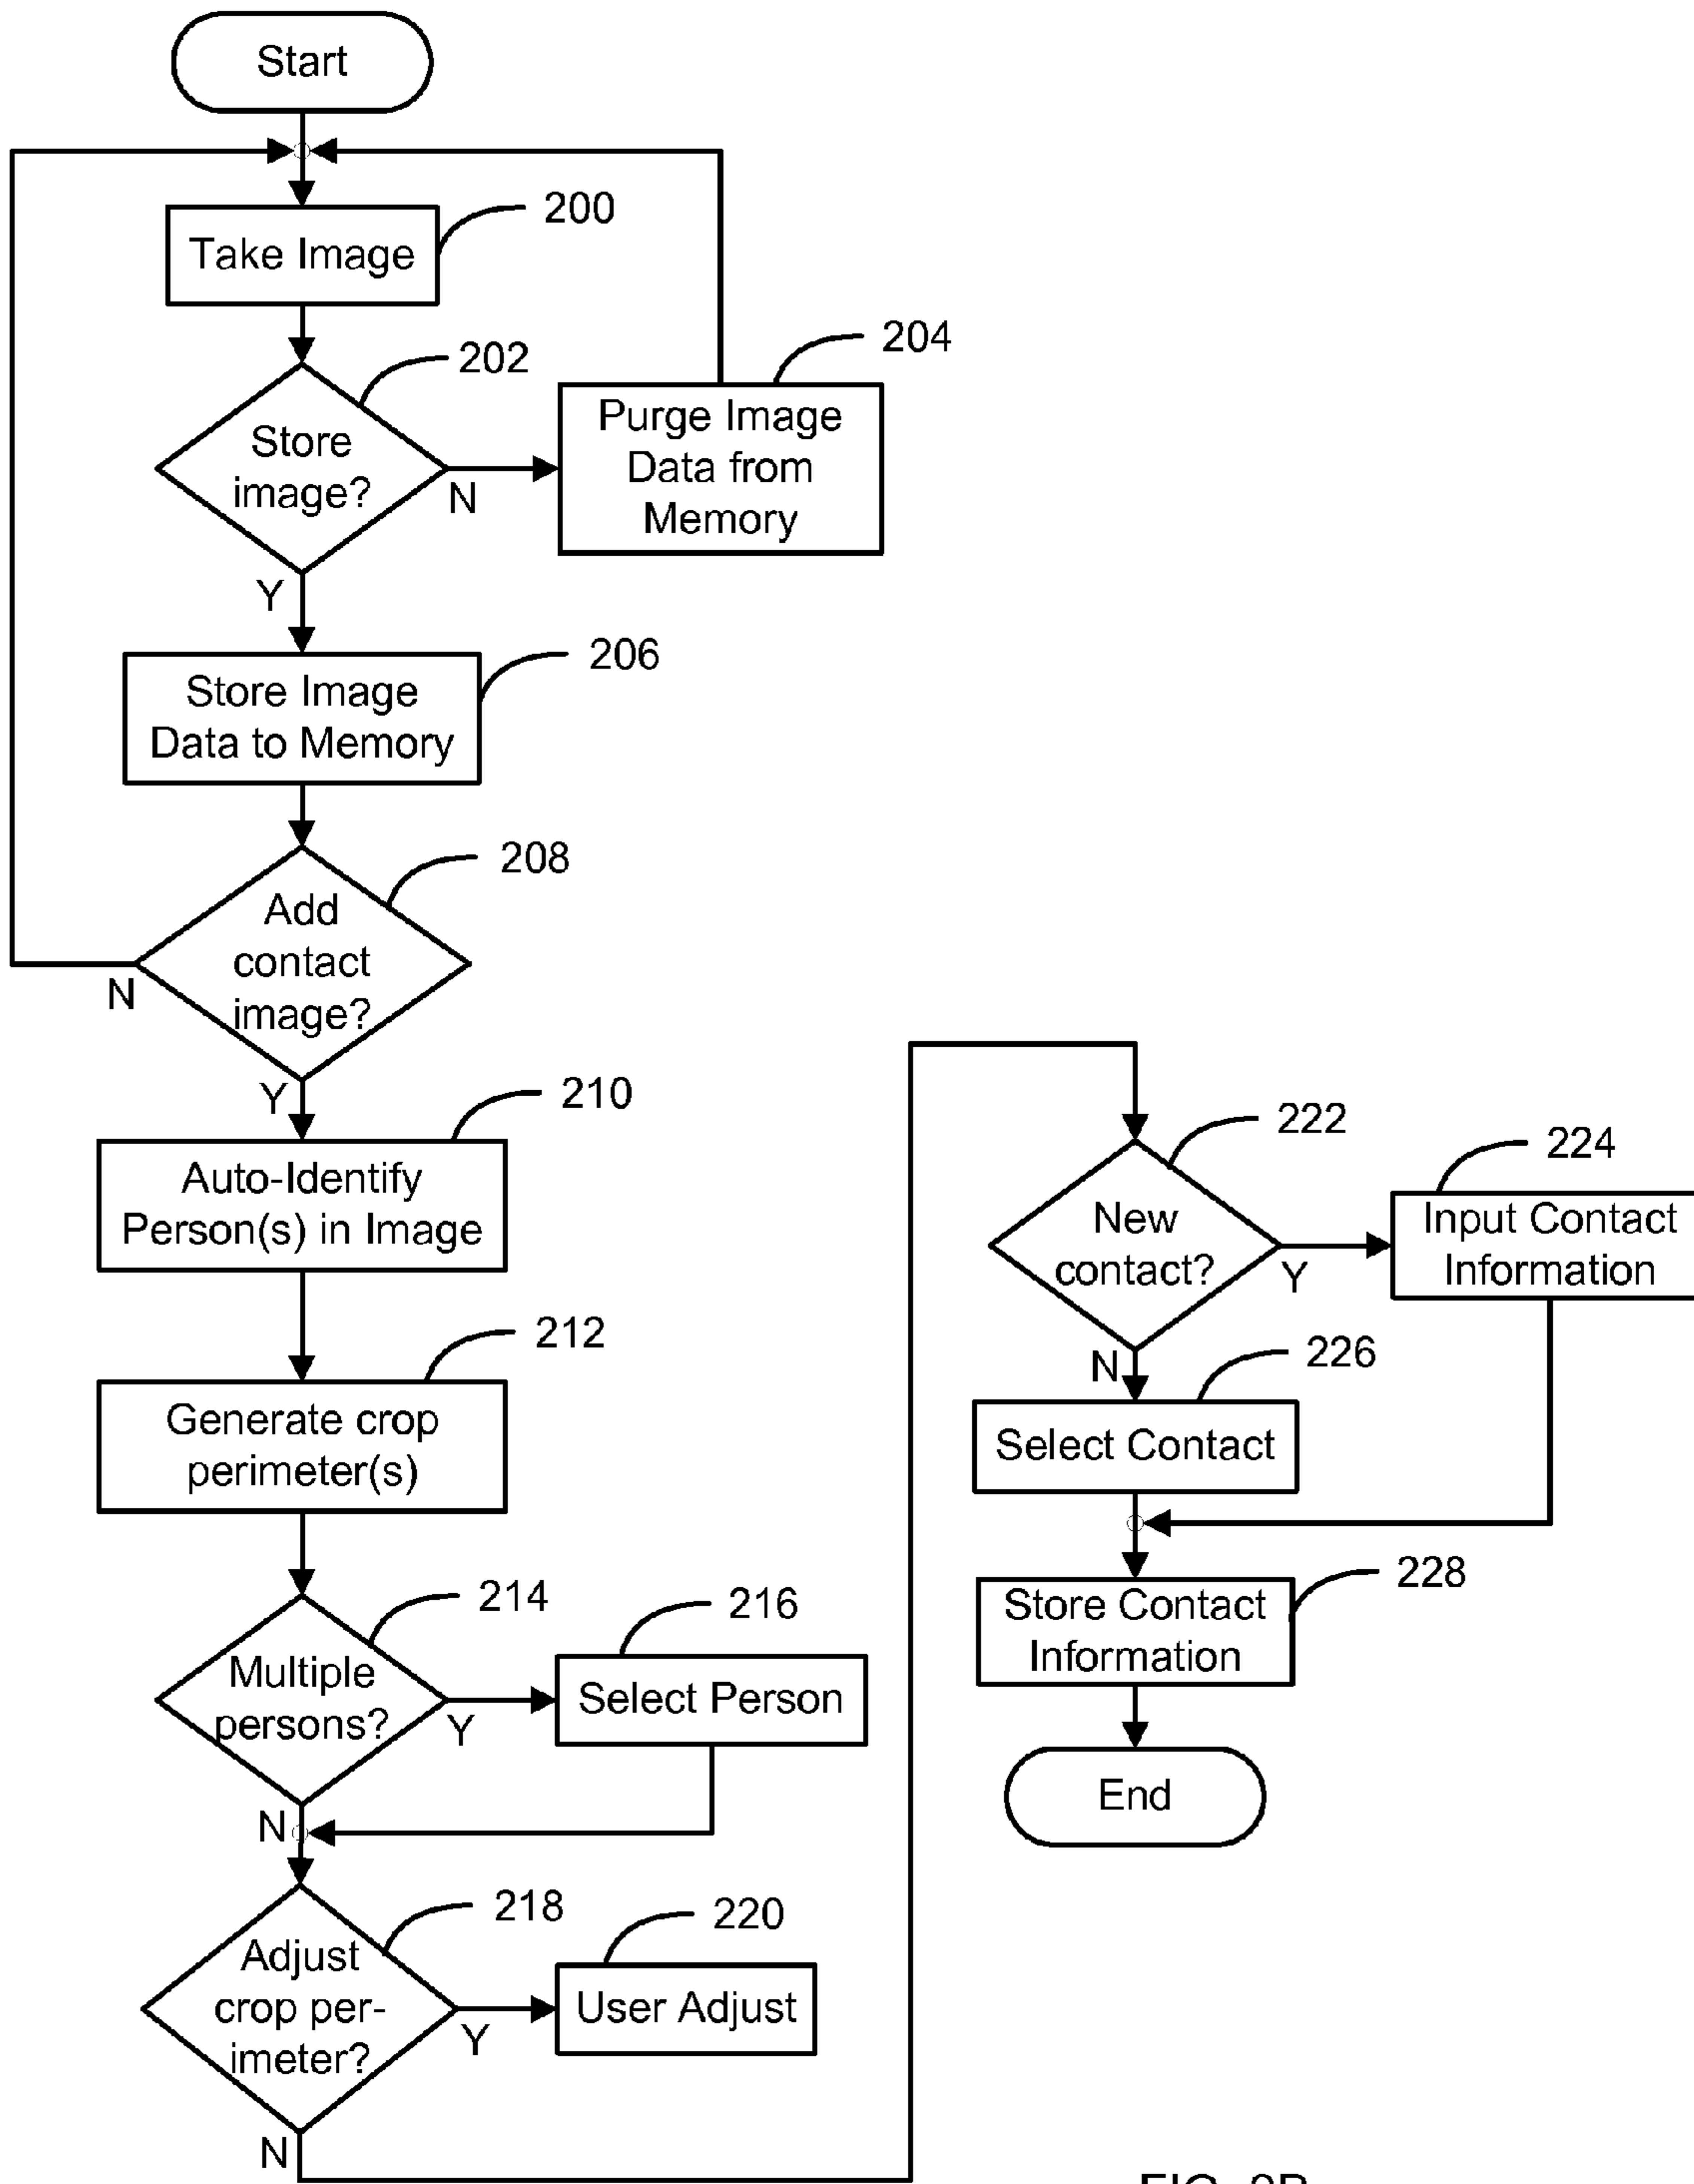 Start
200
Take Image
202
204
Store
image?
N
Purge Image
Data from
Memory
Y
206
Store Image
Data to Memory
208
Add
contact
image?
N
Y
210
Auto-Identify
Person(s) in Image
212
Generate crop
perimeter(s)
214
216
Multiple
persons?
Y
Select Person
N
218
220
Adjust
crop per-
imeter?
Y
User Adjust
N
222
224
New
contact?
Y
Input Contact
Information
N
226
Select Contact
228
Store Contact
Information
End